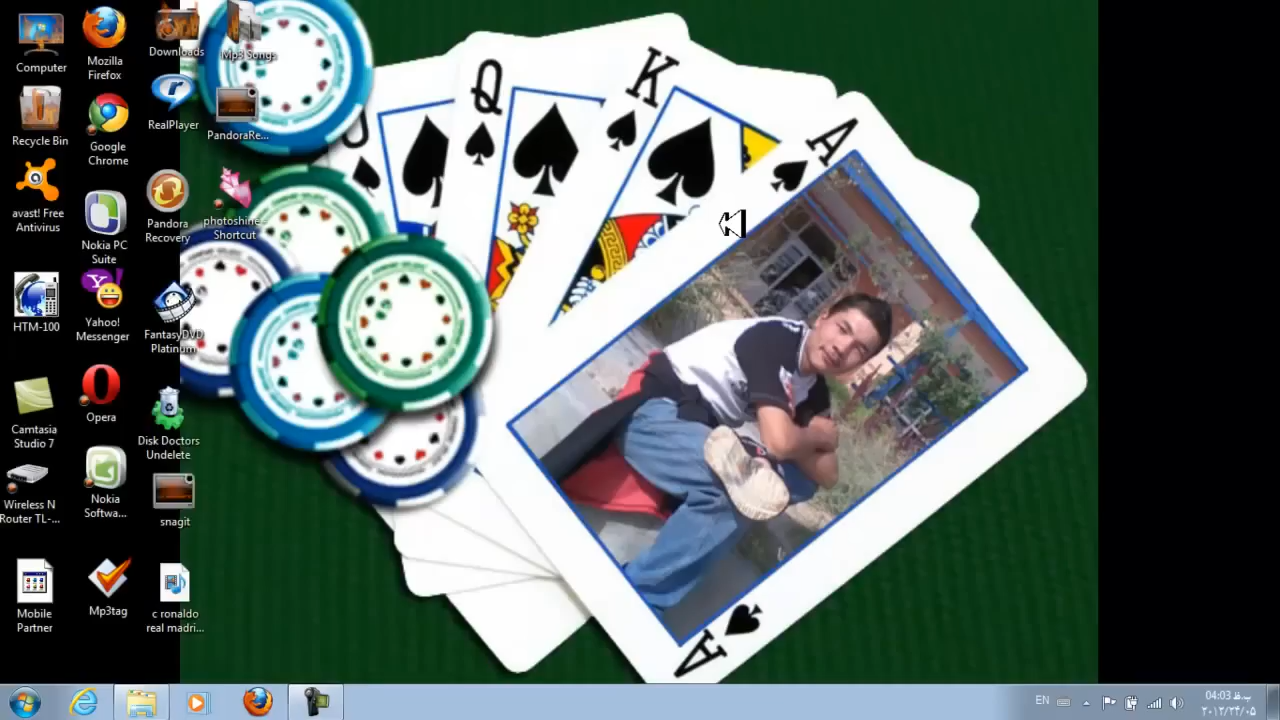 Computer
Mozilla
Firefox
Downloads
Mp3 Songs
Recycle Bin
Google
Chrome
RealPlayer
PandoraRe...
avast! Free
Antivirus
Nokia PC
Suite
Pandora
Recovery
photoshine -
Shortcut
HTM-100
Yahoo!
Messenger
FantasyDVD
Platinum
Camtasia
Studio 7
Opera
Disk Doctors
Undelete
Wireless N
Router TL-...
Nokia
Softwa...
snagit
Mobile
Partner
Mp3tag
c ronaldo
real madri...
J
Q
K
A
A
EN
04:03 ب.ظ